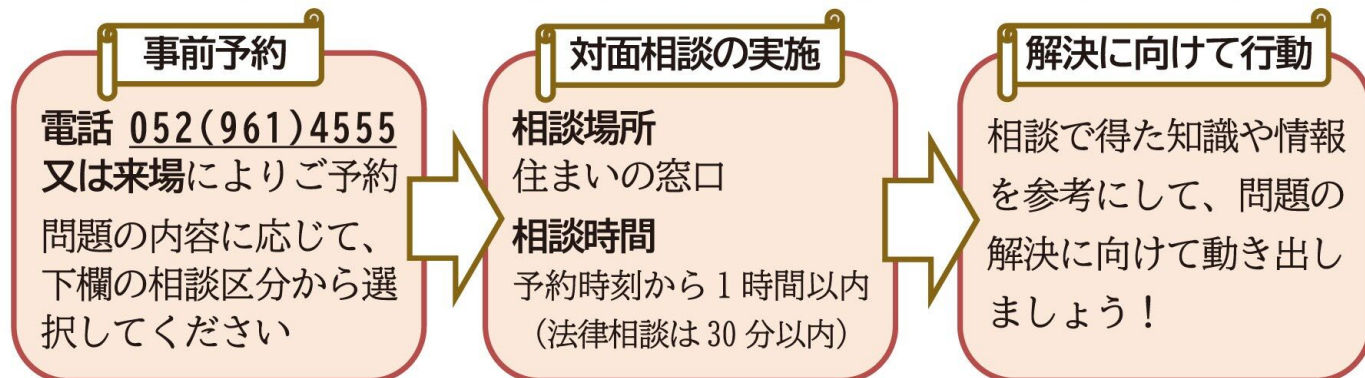 事前予約
電話 052(961)4555
又は来場によりご予約
問題の内容に応じて、
下欄の相談区分から選
択してください
対面相談の実施
相談場所
住まいの窓口
相談時間
予約時刻から1時間以内
（法律相談は30分以内）
解決に向けて行動
相談で得た知識や情報
を参考にして、問題の
解決に向けて動き出し
ましょう！